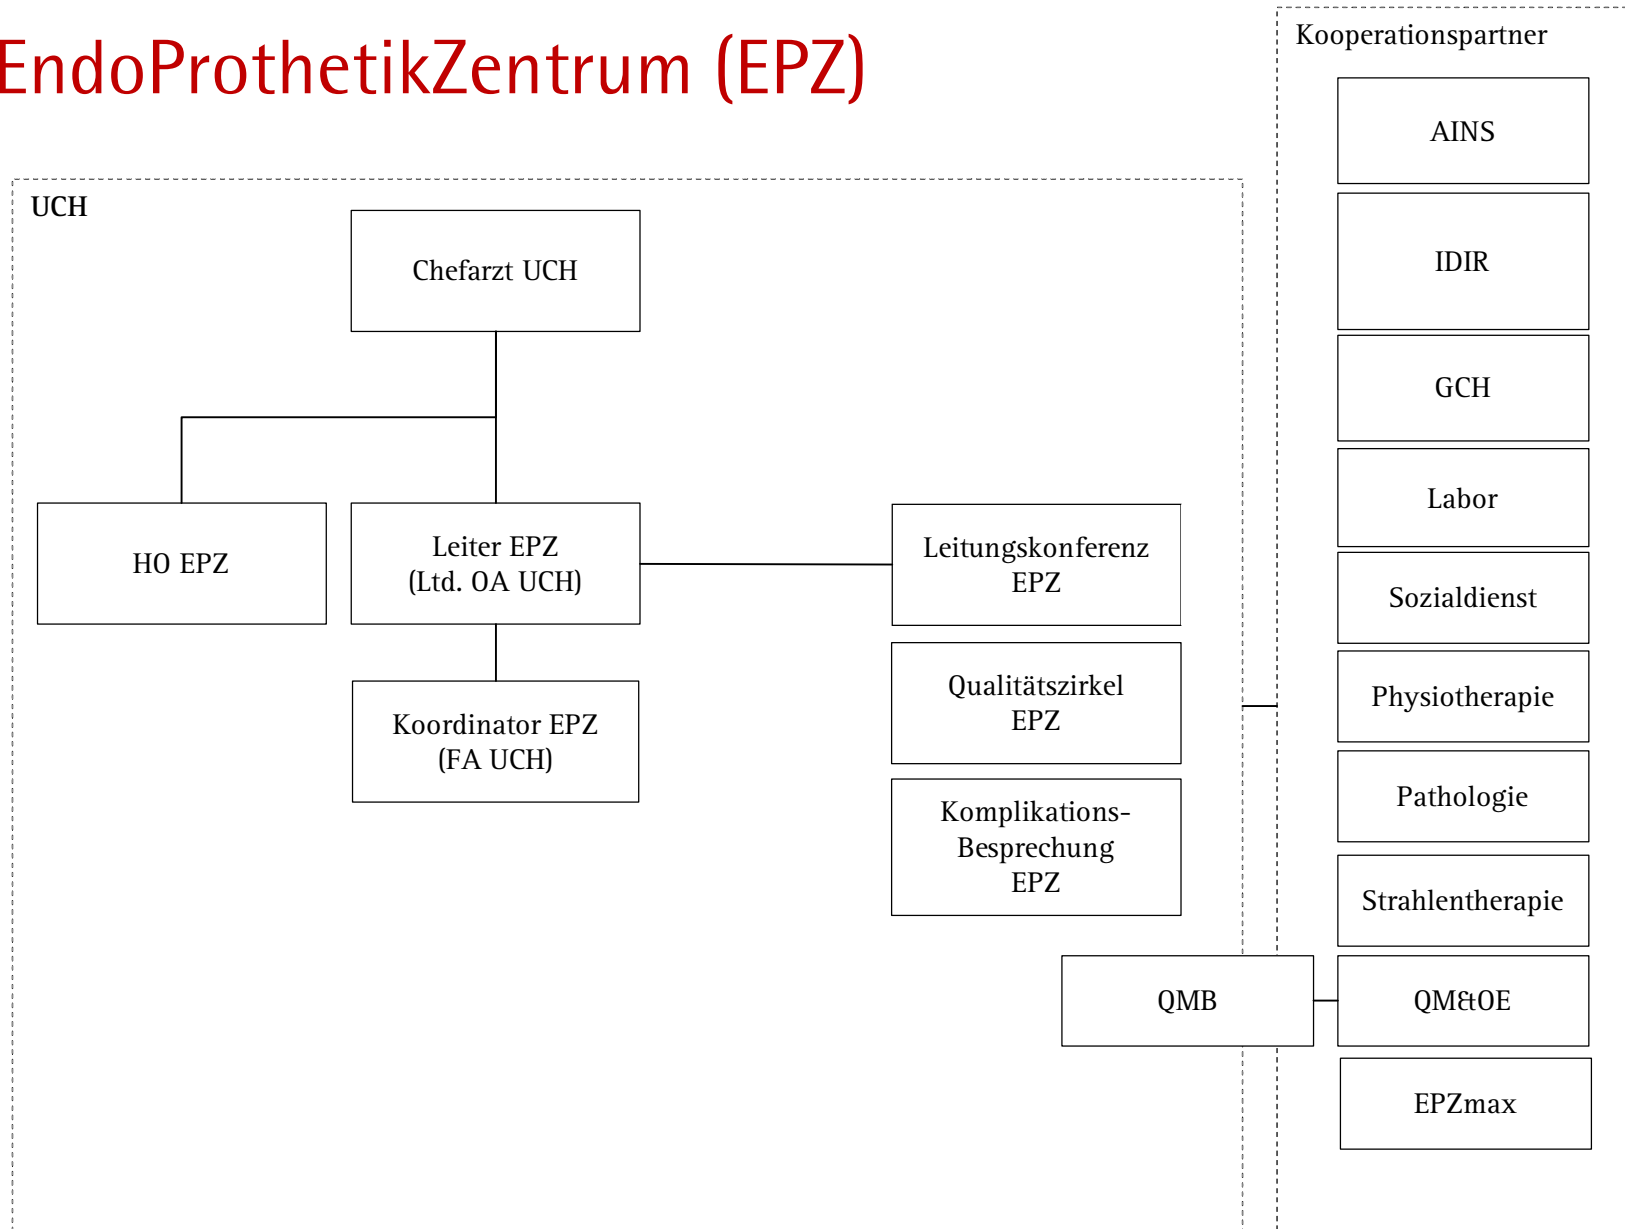 EndoProthetikZentrum (EPZ)
UCH
Chefarzt UCH
HO EPZ
Leiter EPZ
(Ltd. OA UCH)
Koordinator EPZ
(FA UCH)
Leitungskonferenz
EPZ
Qualitätszirkel
EPZ
Komplikations-
Besprechung
EPZ
QMB
Kooperationspartner
AINS
IDIR
GCH
Labor
Sozialdienst
Physiotherapie
Pathologie
Strahlentherapie
QM&OE
EPZmax